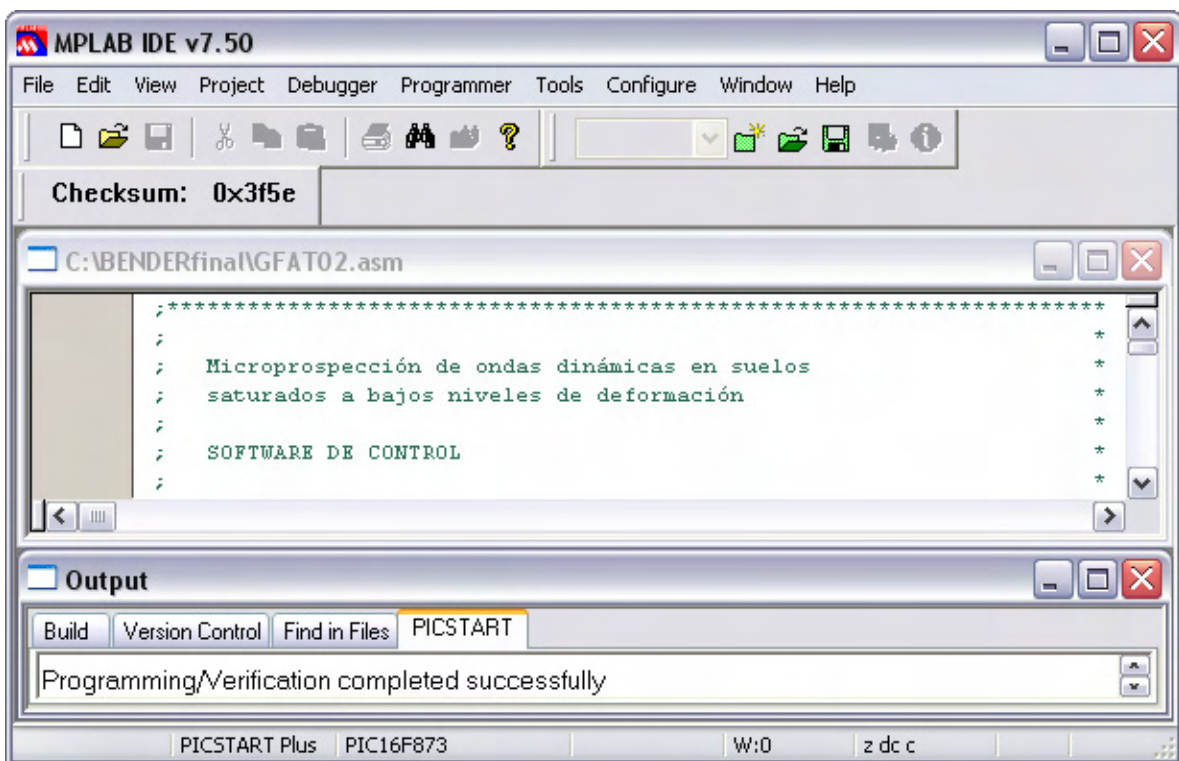 MPLAB IDE v7.50
File Edit View Project Debugger Programmer Tools Configure Window Help
Checksum: 0x3f5e
C:\BENDERfinal\GFAT02.asm
;**********************************************************************
; *
; Microprospección de ondas dinámicas en suelos *
; saturados a bajos niveles de deformación *
; *
; SOFTWARE DE CONTROL *
; *
Output
Build Version Control Find in Files PICSTART
Programming/Verification completed successfully
PICSTART Plus PIC16F873 W:0 z dc c